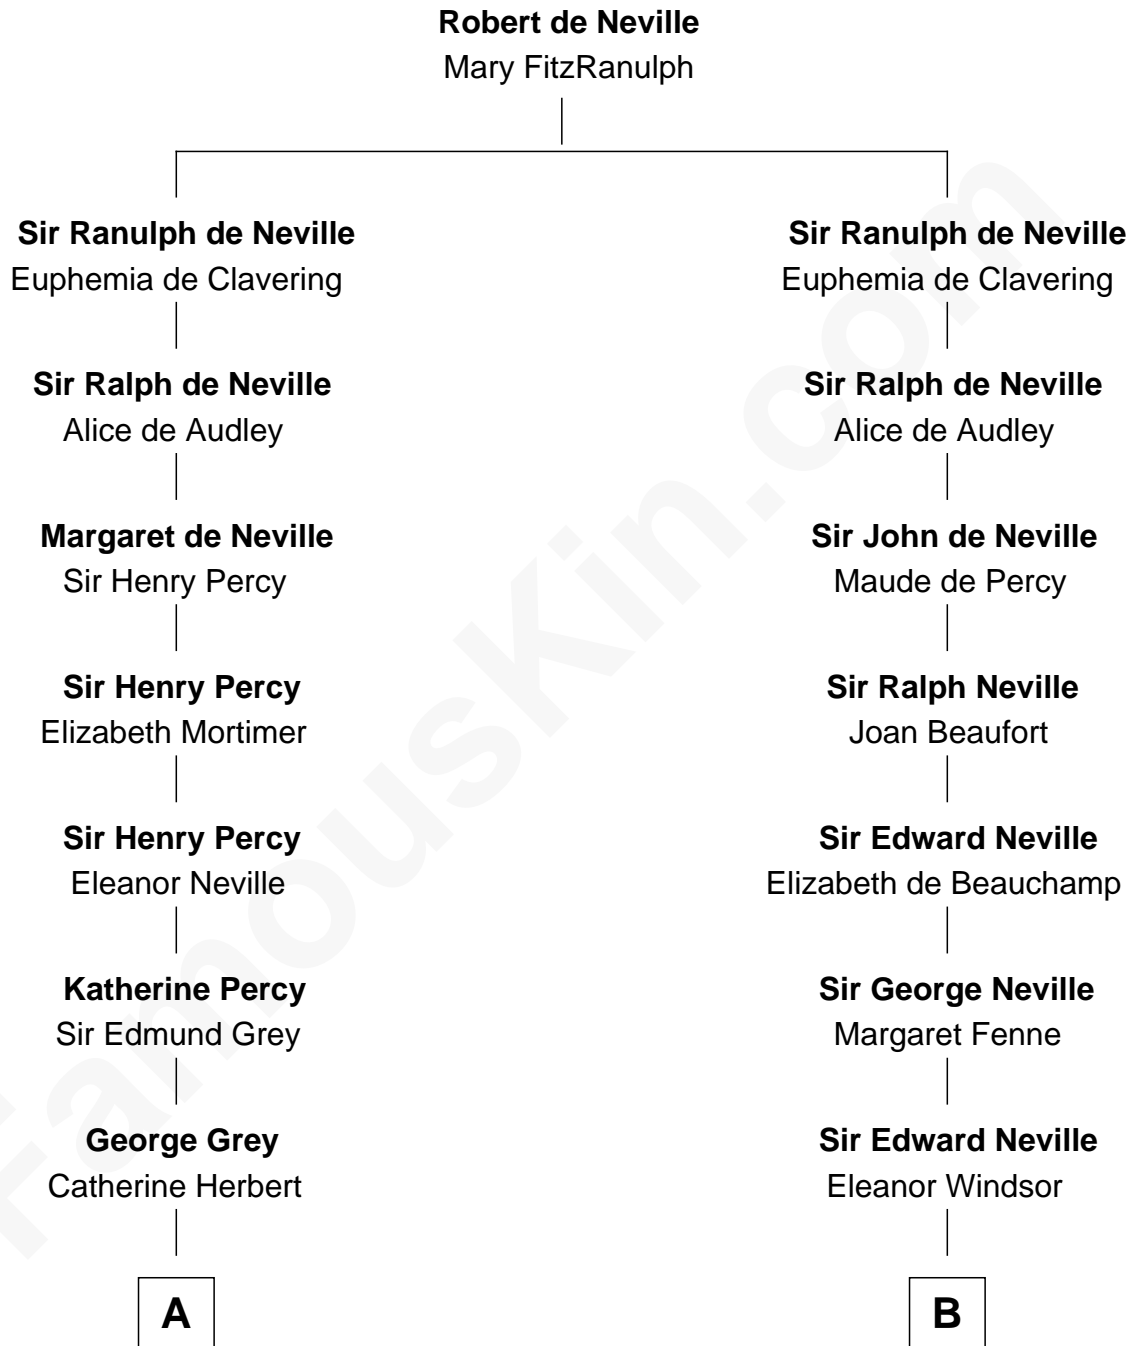 Robert de Neville
Mary FitzRanulph
Sir Ranulph de Neville
Euphemia de Clavering
Sir Ranulph de Neville
Euphemia de Clavering
Sir Ralph de Neville
Alice de Audley
Sir Ralph de Neville
Alice de Audley
Margaret de Neville
Sir Henry Percy
Sir John de Neville
Maude de Percy
Sir Henry Percy
Elizabeth Mortimer
Sir Ralph Neville
Joan Beaufort
Sir Henry Percy
Eleanor Neville
Sir Edward Neville
Elizabeth de Beauchamp
Katherine Percy
Sir Edmund Grey
Sir George Neville
Margaret Fenne
George Grey
Catherine Herbert
Sir Edward Neville
Eleanor Windsor
A
B
FamousKin.com